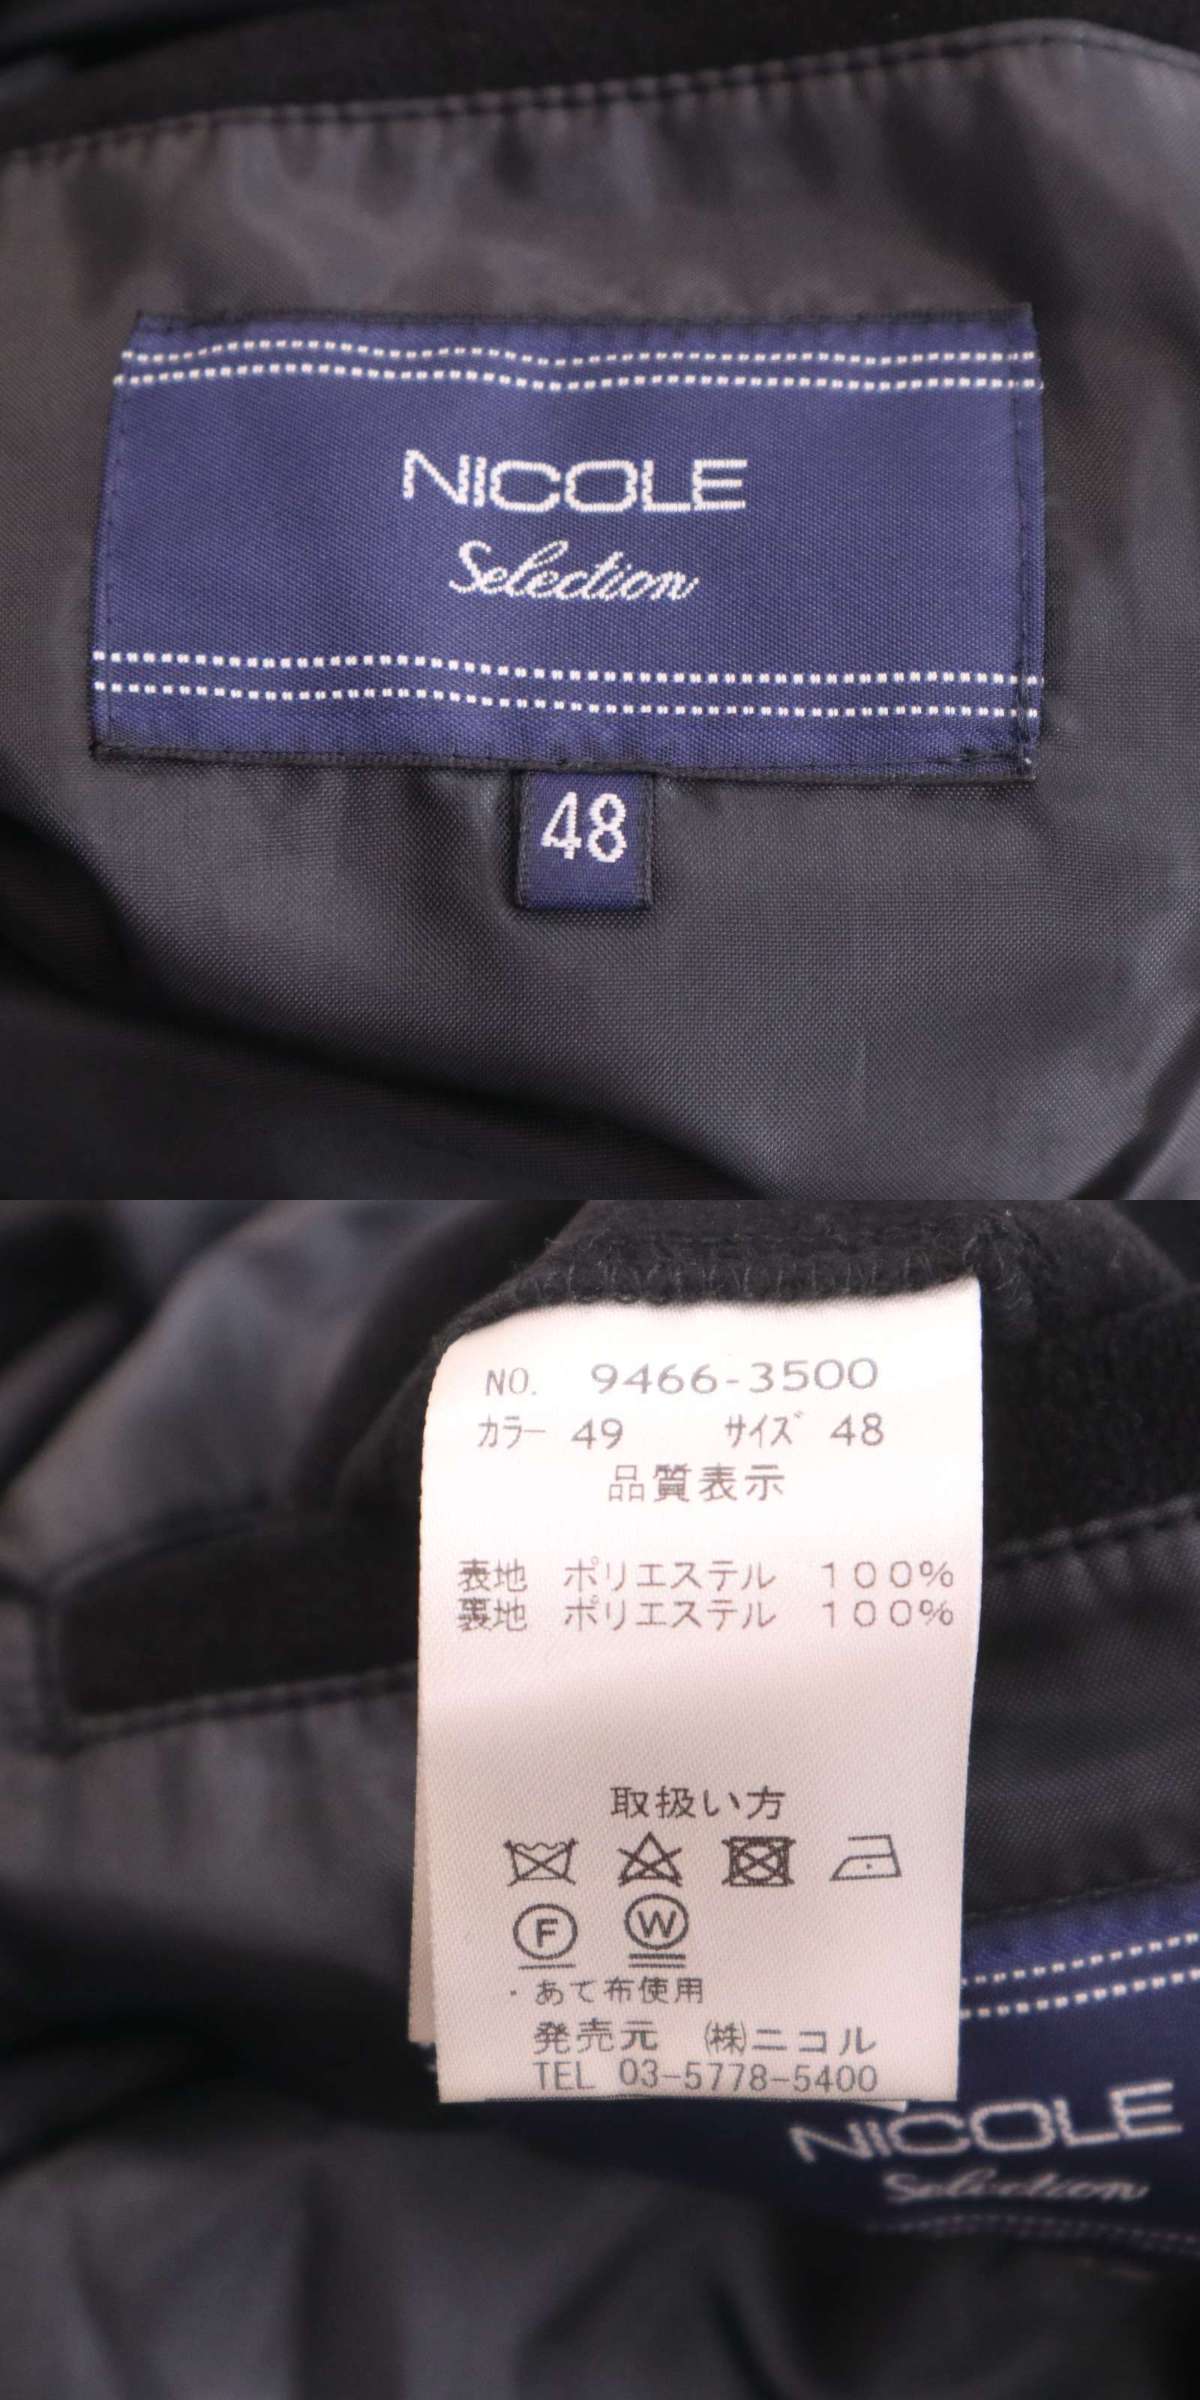 NICOLE
Selection
48
NO. 9466-3500
カラー 49 サイズ 48
品質表示
表地 ポリエステル 100%
裏地 ポリエステル 100%
取扱い方
F W
・あて布使用
発売元 ㈱ニコル
TEL 03-5778-5400
NICOLE
Selection